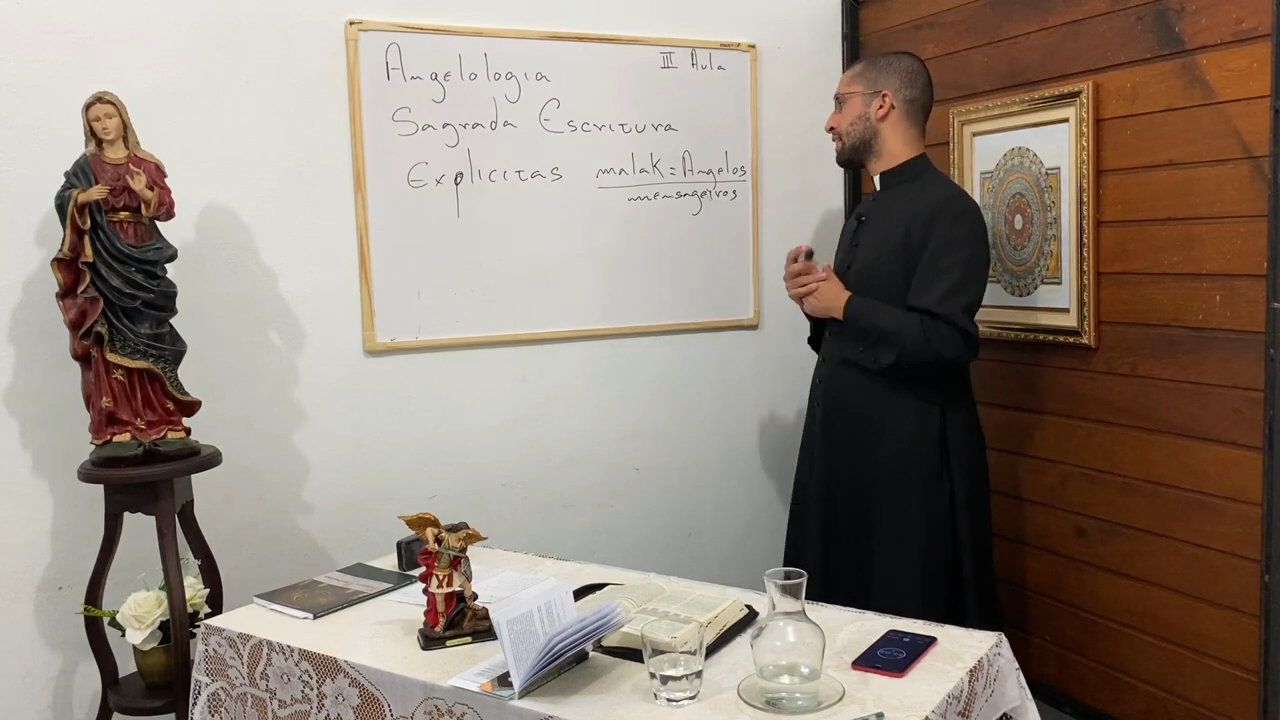 Angelologia
III Aula
Sagrada Escritura
Explicitas malak = Angelos
mensageiros